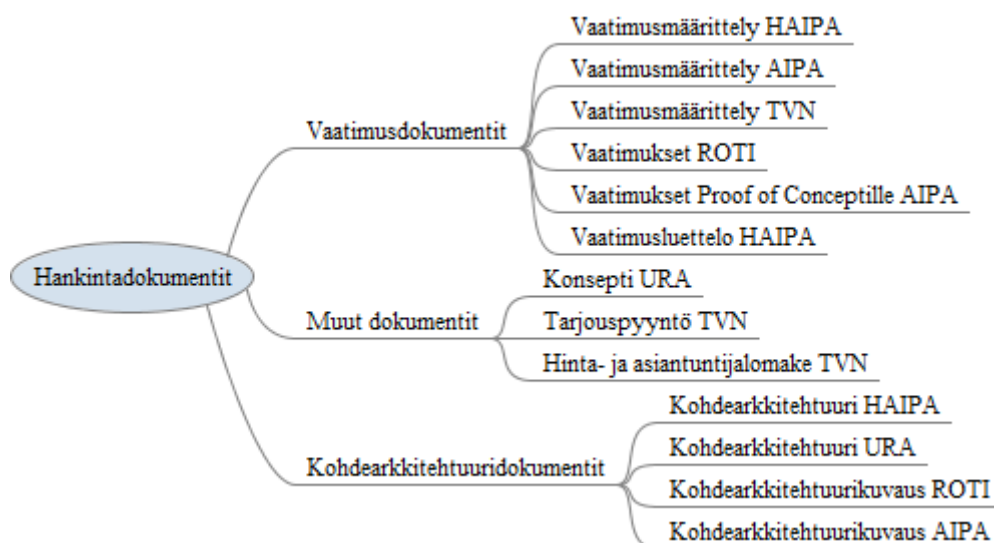 Hankintadokumentit
Vaatimusdokumentit
Vaatimusmäärittely HAIPA
Vaatimusmäärittely AIPA
Vaatimusmäärittely TVN
Vaatimukset ROTI
Vaatimukset Proof of Conceptille AIPA
Vaatimusluettelo HAIPA
Muut dokumentit
Konsepti URA
Tarjouspyyntö TVN
Hinta- ja asiantuntijalomake TVN
Kohdearkkitehtuuridokumentit
Kohdearkkitehtuuri HAIPA
Kohdearkkitehtuuri URA
Kohdearkkitehtuurikuvaus ROTI
Kohdearkkitehtuurikuvaus AIPA